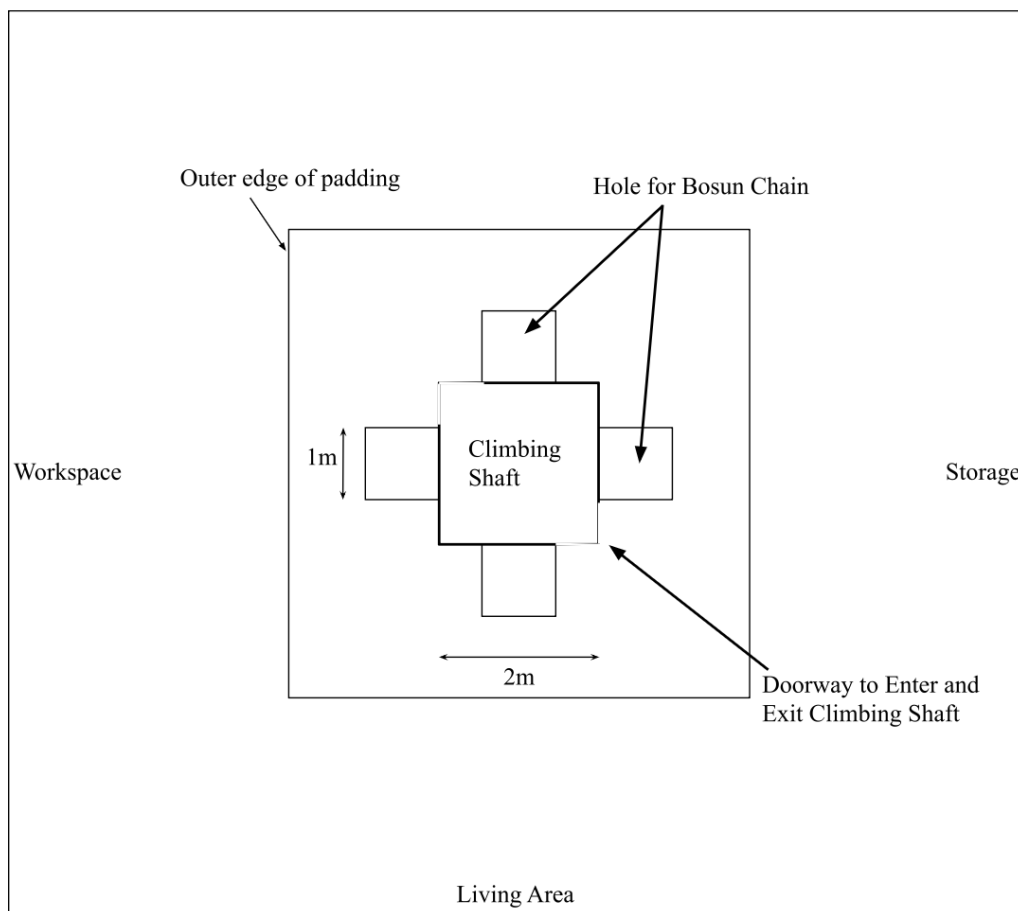 Outer edge of padding
Hole for Bosun Chain
Climbing
Shaft
1m
Workspace
Storage
2m
Doorway to Enter and
Exit Climbing Shaft
Living Area